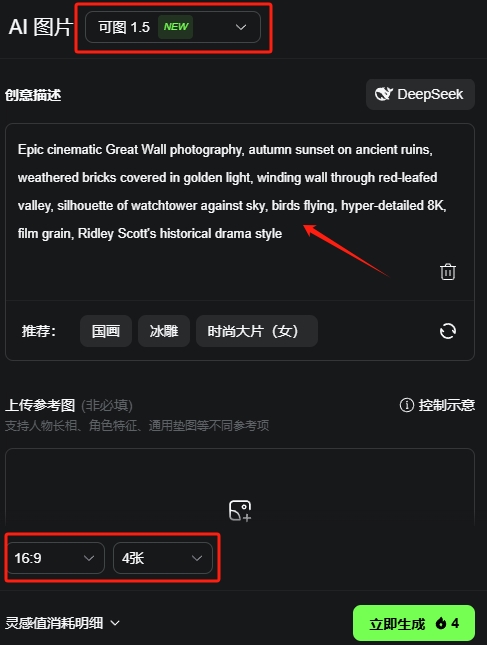 AI 图片 可图 1.5 NEW
创意描述 DeepSeek
Epic cinematic Great Wall photography, autumn sunset on ancient ruins,
weathered bricks covered in golden light, winding wall through red-leafed
valley, silhouette of watchtower against sky, birds flying, hyper-detailed 8K,
film grain, Ridley Scott's historical drama style
推荐： 国画 冰雕 时尚大片（女）
上传参考图 (非必填) 控制示意
支持人物长相、角色特征、通用垫图等不同参考项
16:9 4张
灵感值消耗明细 立即生成 4